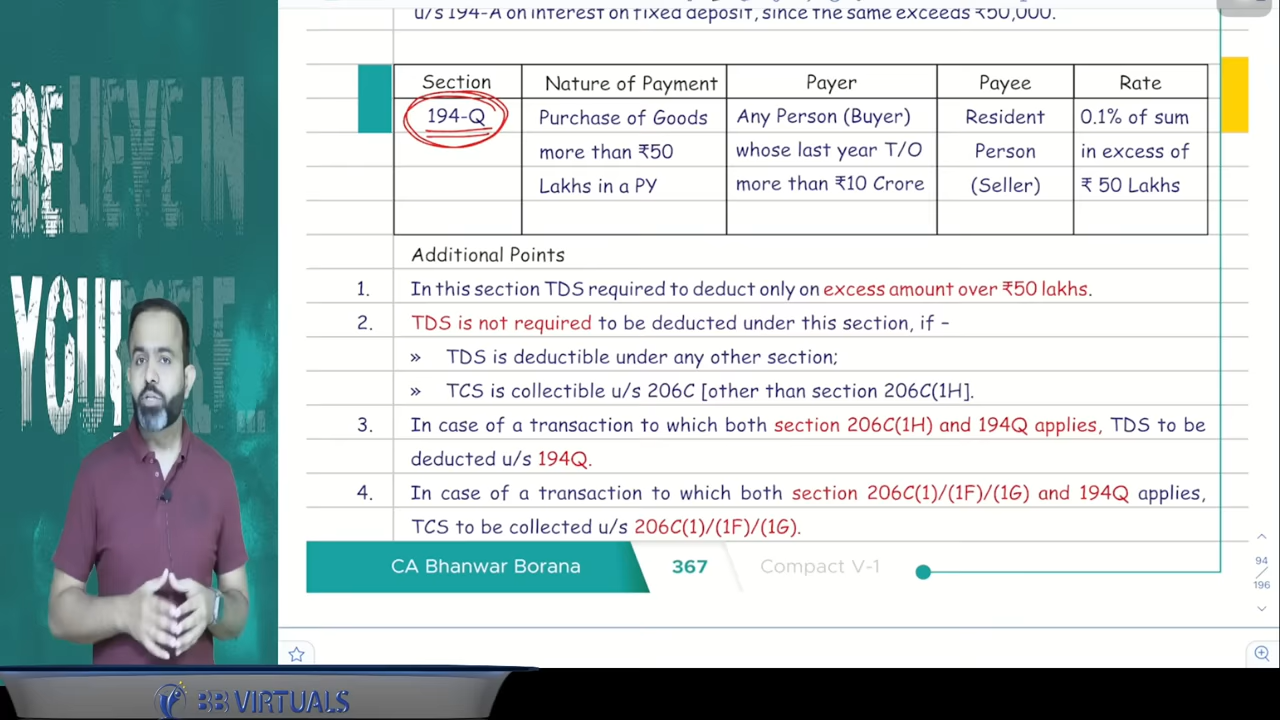 u/s 194-A on interest on fixed deposit, since the same exceeds ₹50,000.
BELIEVE IN
YOURSELF...
Section Nature of Payment Payer Payee Rate
194-Q Purchase of Goods Any Person (Buyer) Resident 0.1% of sum
more than ₹50 whose last year T/O Person in excess of
Lakhs in a PY more than ₹10 Crore (Seller) ₹ 50 Lakhs
Additional Points
1. In this section TDS required to deduct only on excess amount over ₹50 lakhs.
2. TDS is not required to be deducted under this section, if –
» TDS is deductible under any other section;
» TCS is collectible u/s 206C [other than section 206C(1H].
3. In case of a transaction to which both section 206C(1H) and 194Q applies, TDS to be
deducted u/s 194Q.
4. In case of a transaction to which both section 206C(1)/(1F)/(1G) and 194Q applies,
TCS to be collected u/s 206C(1)/(1F)/(1G).
CA Bhanwar Borana 367 Compact V-1
94
/
196
BB VIRTUALS